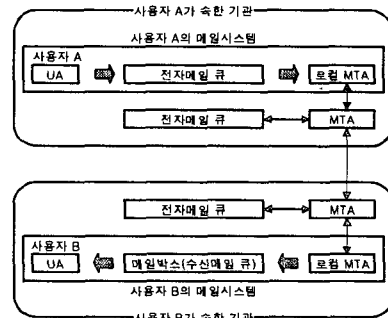 사용자 A가 속한 기관
사용자 A의 메일시스템
사용자 A
UA
전자메일 큐
로컬 MTA
전자메일 큐
MTA
전자메일 큐
MTA
사용자 B
UA
메일박스(수신메일 큐)
로컬 MTA
사용자 B의 메일시스템
사용자 B가 속한 기관